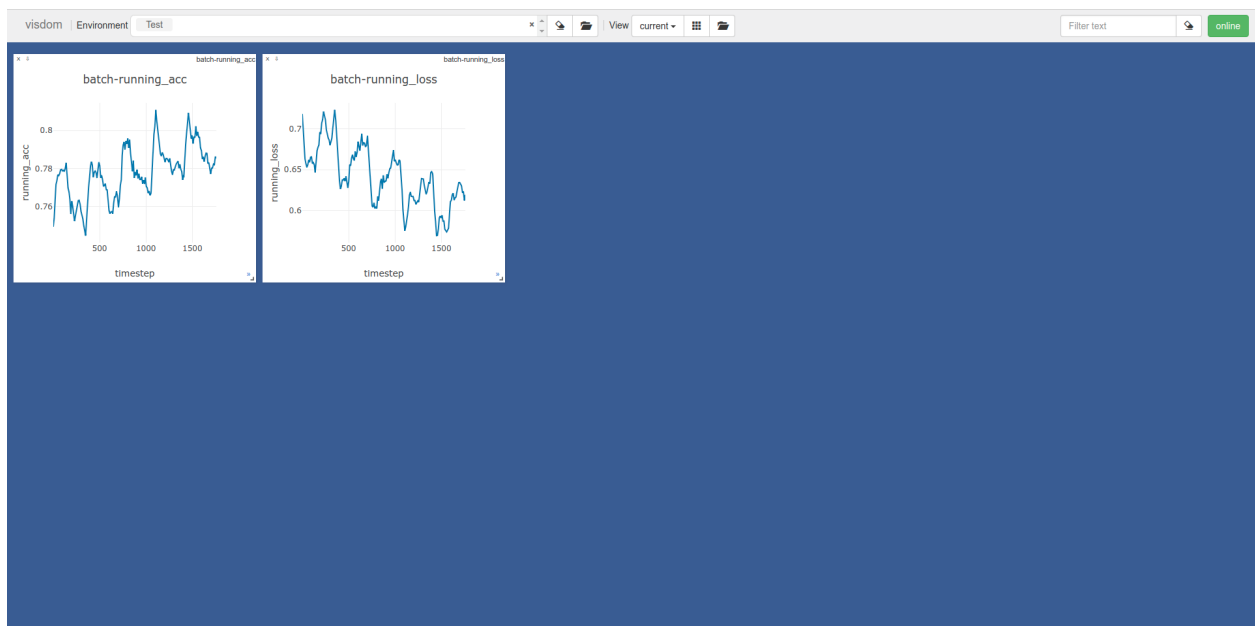 visdom Environment Test × View current Filter text online
× batch-running_acc
batch-running_acc
0.8
0.78
0.76
running_acc
500 1000 1500
timestep
× batch-running_loss
batch-running_loss
0.7
0.65
0.6
running_loss
500 1000 1500
timestep